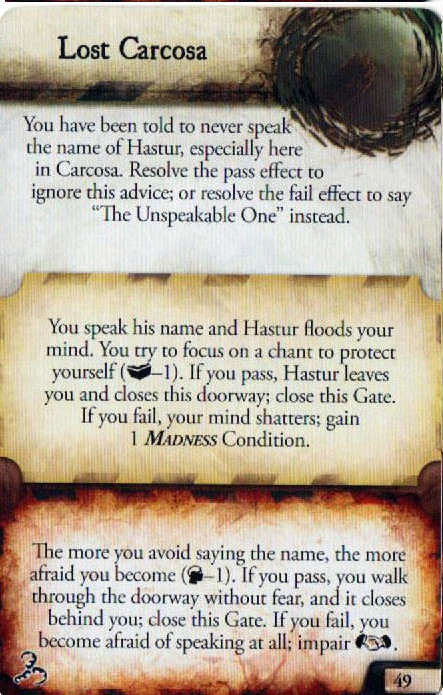 Lost Carcosa
You have been told to never speak
the name of Hastur, especially here
in Carcosa. Resolve the pass effect to
ignore this advice; or resolve the fail effect to say
“The Unspeakable One” instead.
You speak his name and Hastur floods your
mind. You try to focus on a chant to protect
yourself (–1). If you pass, Hastur leaves
you and closes this doorway; close this Gate.
If you fail, your mind shatters; gain
1 MADNESS Condition.
The more you avoid saying the name, the more
afraid you become (–1). If you pass, you walk
through the doorway without fear, and it closes
behind you; close this Gate. If you fail, you
become afraid of speaking at all; impair .
49